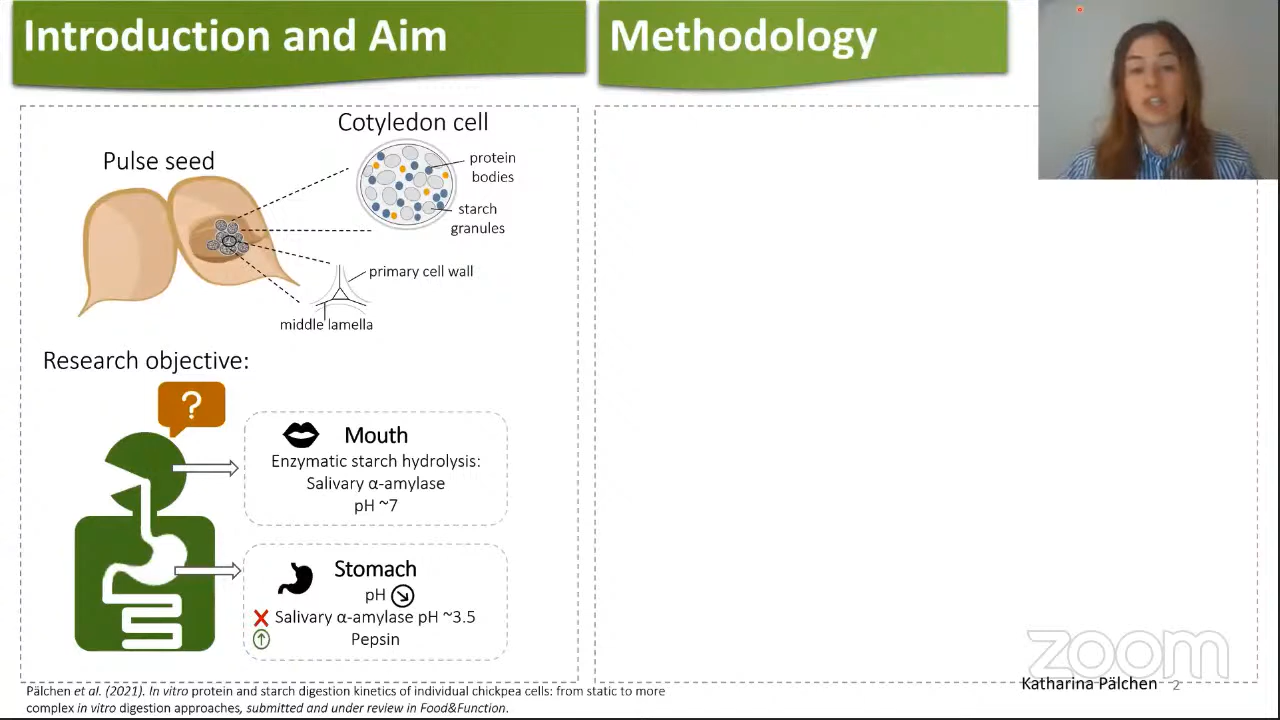 Introduction and Aim
Methodology
Cotyledon cell
Pulse seed
protein
bodies
starch
granules
primary cell wall
middle lamella
Research objective:
?
Mouth
Enzymatic starch hydrolysis:
Salivary α-amylase
pH ~7
Stomach
pH
Salivary α-amylase pH ~3.5
Pepsin
zoom
Katharina Pälchen 2
Pälchen et al. (2021). In vitro protein and starch digestion kinetics of individual chickpea cells: from static to more
complex in vitro digestion approaches, submitted and under review in Food&Function.